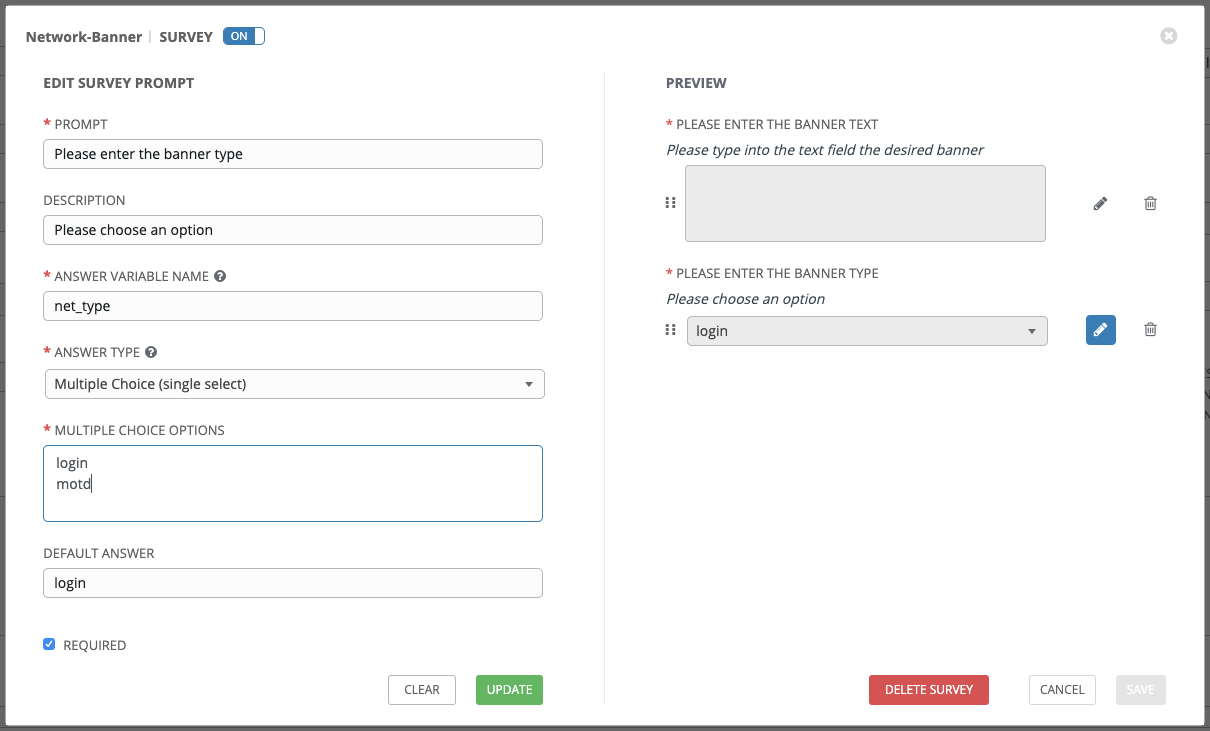 Network-Banner | SURVEY ON
EDIT SURVEY PROMPT
* PROMPT
Please enter the banner type
DESCRIPTION
Please choose an option
* ANSWER VARIABLE NAME ?
net_type
* ANSWER TYPE ?
Multiple Choice (single select)
* MULTIPLE CHOICE OPTIONS
login
motd
DEFAULT ANSWER
login
REQUIRED
CLEAR
UPDATE
PREVIEW
* PLEASE ENTER THE BANNER TEXT
Please type into the text field the desired banner
* PLEASE ENTER THE BANNER TYPE
Please choose an option
login
DELETE SURVEY
CANCEL
SAVE